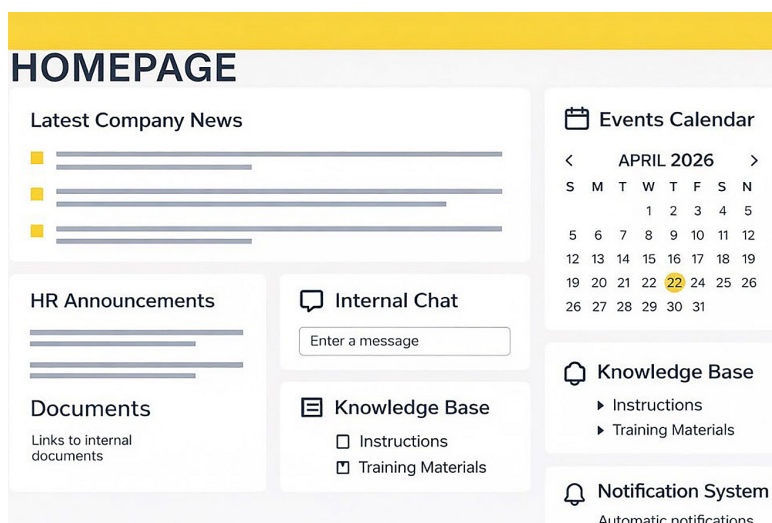 HOMEPAGE
Latest Company News
HR Announcements
Documents
Links to internal
documents
Internal Chat
Enter a message
Knowledge Base
Instructions
Training Materials
Events Calendar
< APRIL 2026 >
S M T W T F S N
1 2 3 4 5
5 6 7 8 9 10 11 12
12 13 14 15 16 17 18 19
19 20 21 22 22 24 25 26
26 27 28 29 30 31
Knowledge Base
Instructions
Training Materials
Notification System
Automatic notifications